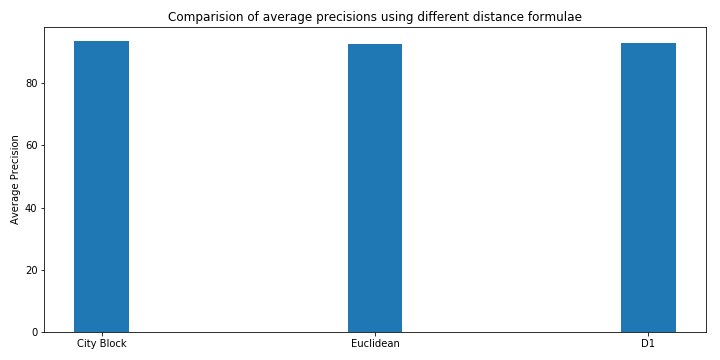 Comparision of average precisions using different distance formulae
Average Precision
80
60
40
20
0
City Block
Euclidean
D1